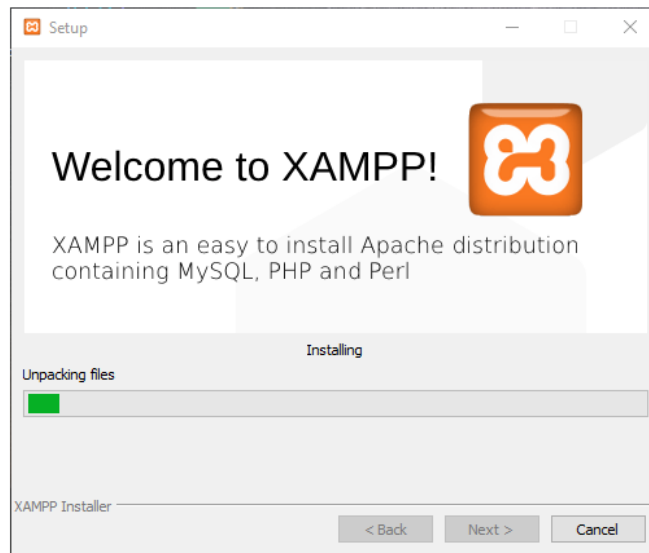 Setup
Welcome to XAMPP!
XAMPP is an easy to install Apache distribution
containing MySQL, PHP and Perl
Installing
Unpacking files
XAMPP Installer
< Back
Next >
Cancel